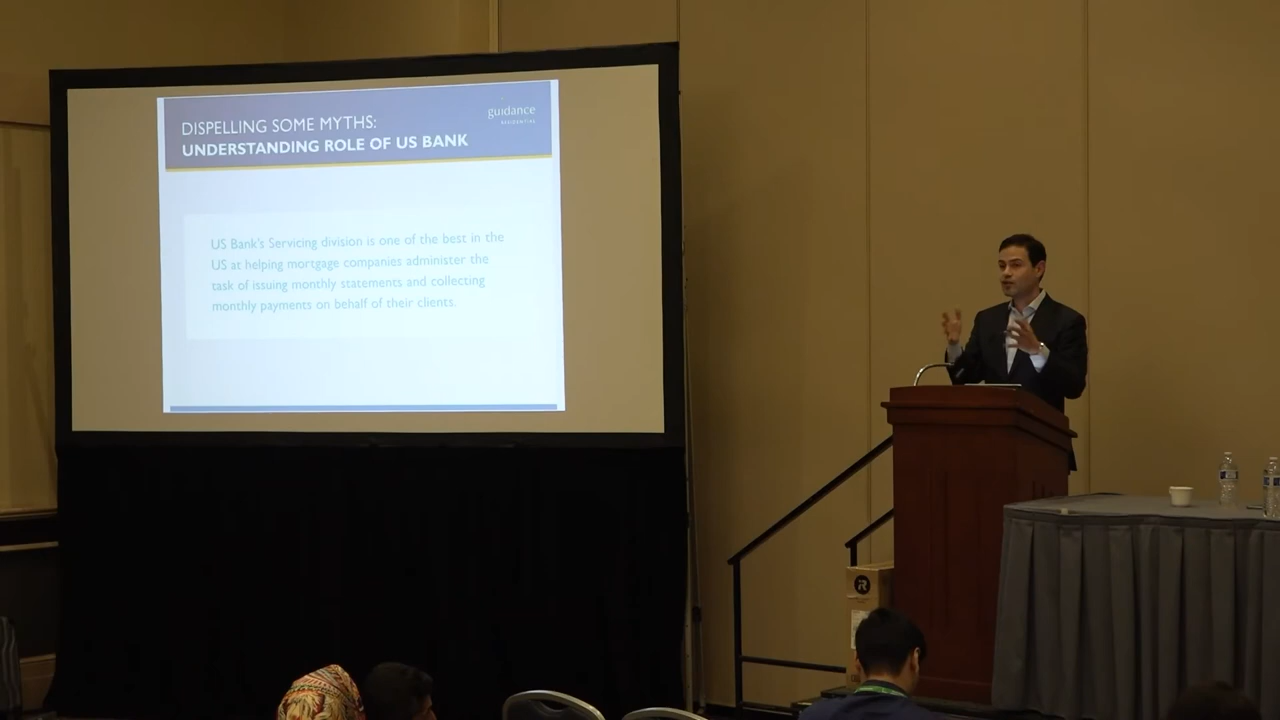 DISPELLING SOME MYTHS:
UNDERSTANDING ROLE OF US BANK
guidance
RESIDENTIAL
US Bank's Servicing division is one of the best in the
US at helping mortgage companies administer the
task of issuing monthly statements and collecting
monthly payments on behalf of their clients.
R